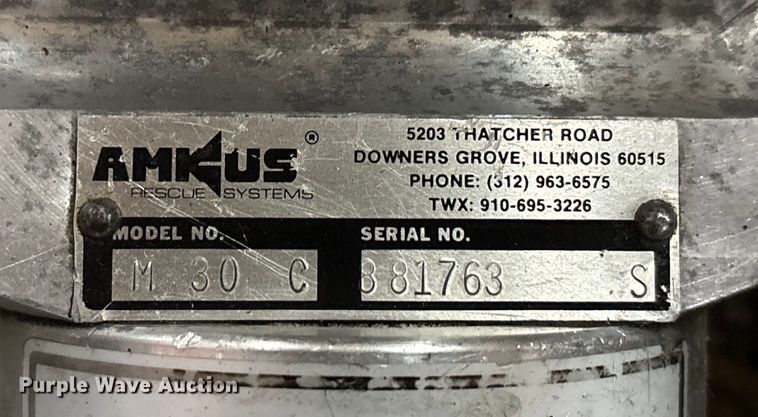 AMKUS®
RESCUE SYSTEMS
5203 THATCHER ROAD
DOWNERS GROVE, ILLINOIS 60515
PHONE: (312) 963-6575
TWX: 910-695-3226
MODEL NO. SERIAL NO.
M 30 C 881763 S
Purple Wave Auction